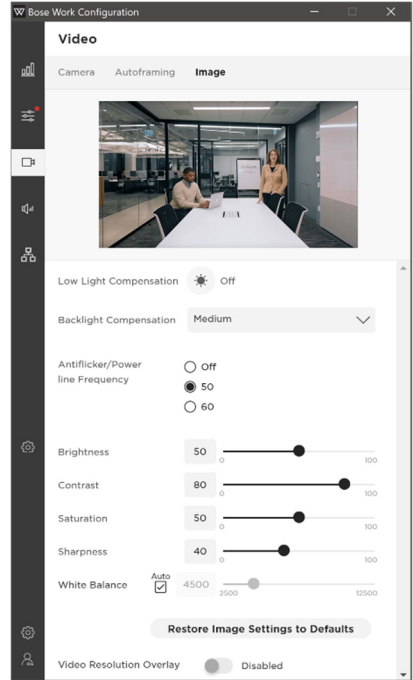 Bose Work Configuration
Video
Camera Autoframing Image
Low Light Compensation Off
Backlight Compensation Medium
Antiflicker/Power
line Frequency
Off
50
60
Brightness 50
0 100
Contrast 80
0 100
Saturation 50
0 100
Sharpness 40
0 100
White Balance Auto 4500
2500 12500
Restore Image Settings to Defaults
Video Resolution Overlay Disabled